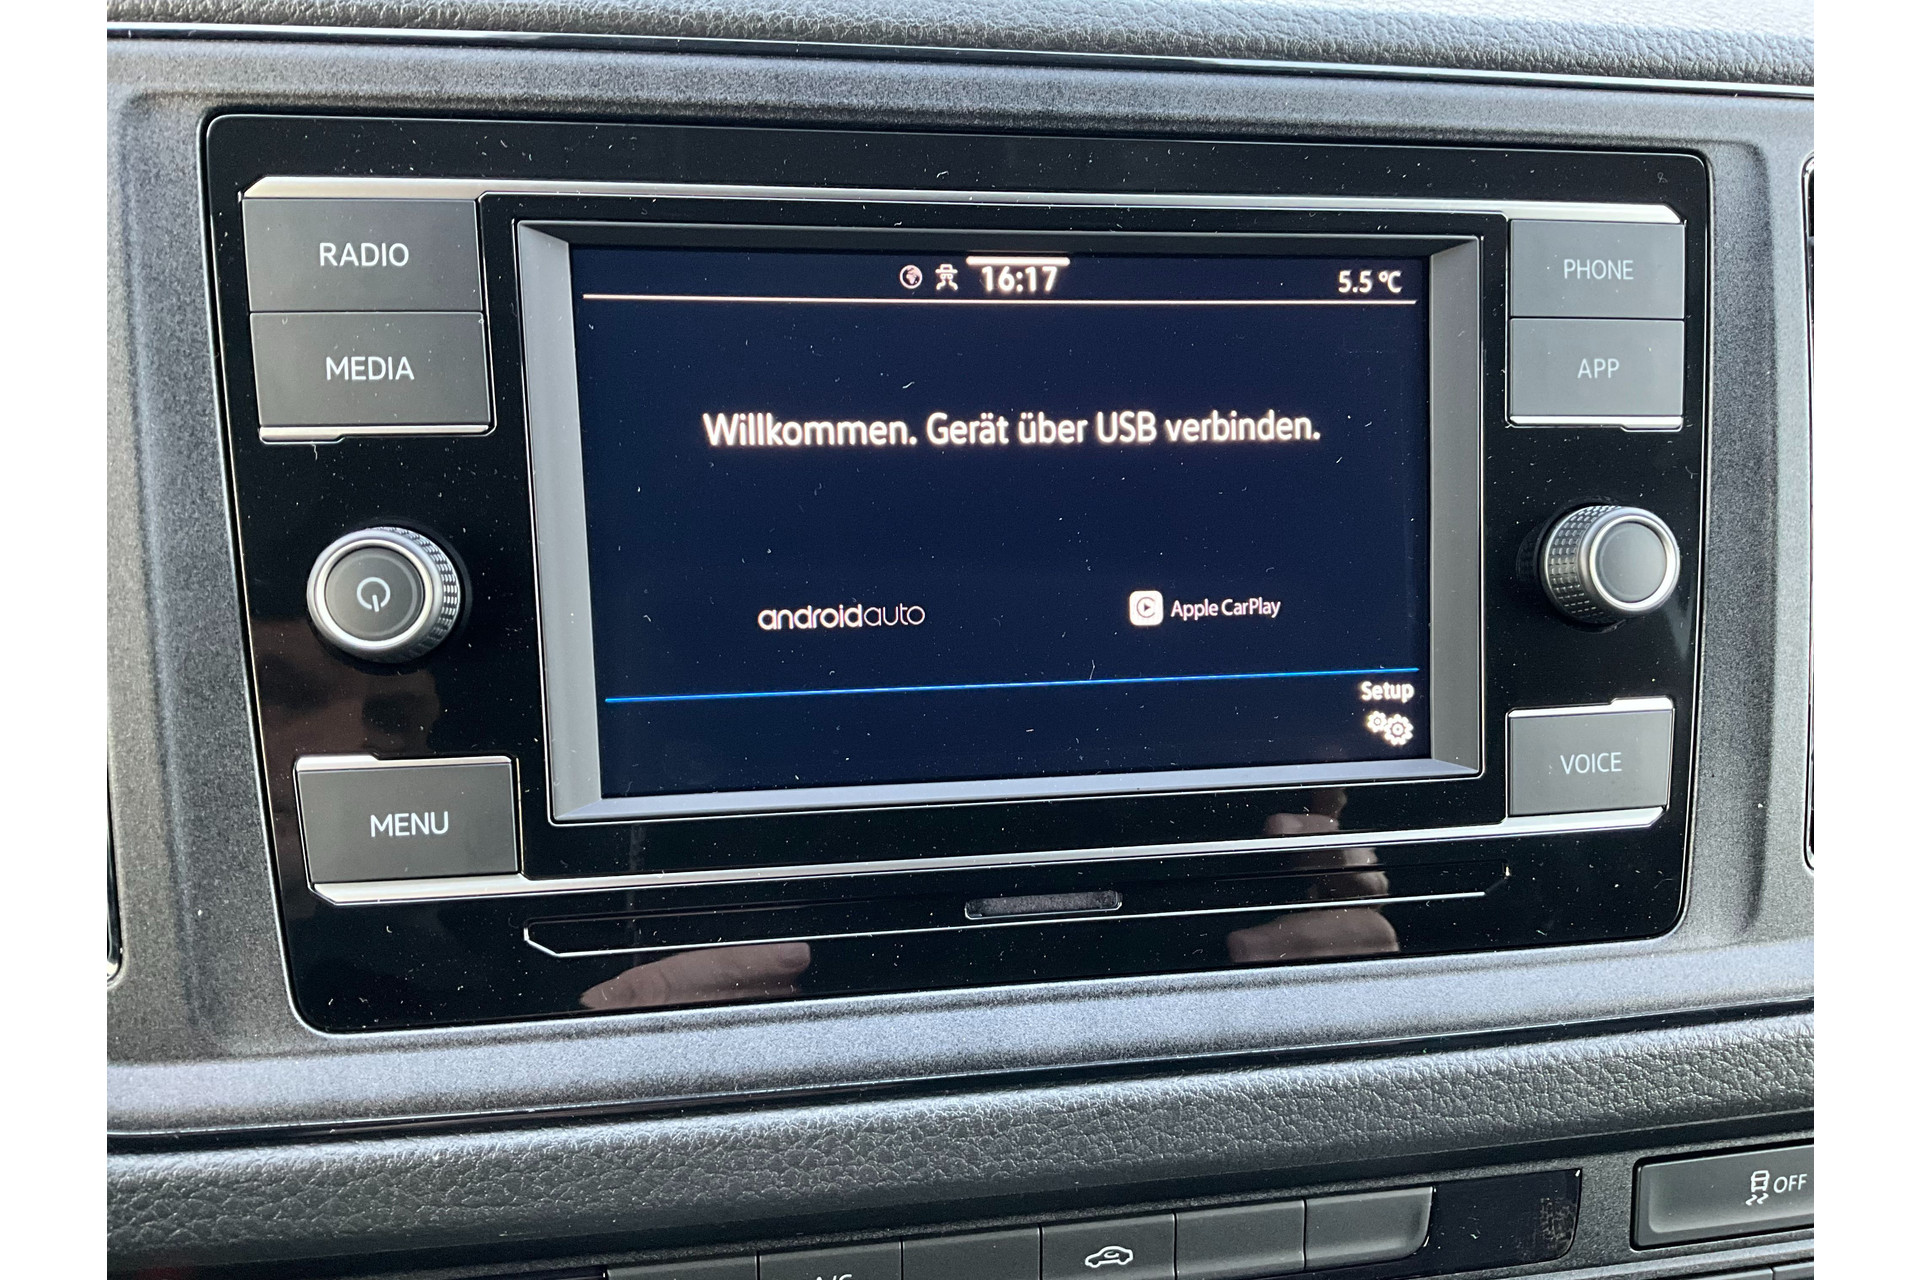 RADIO
MEDIA
MENU
16:17
5.5 °C
Willkommen. Gerät über USB verbinden.
androidauto
Apple CarPlay
Setup
PHONE
APP
VOICE
OFF
A/C